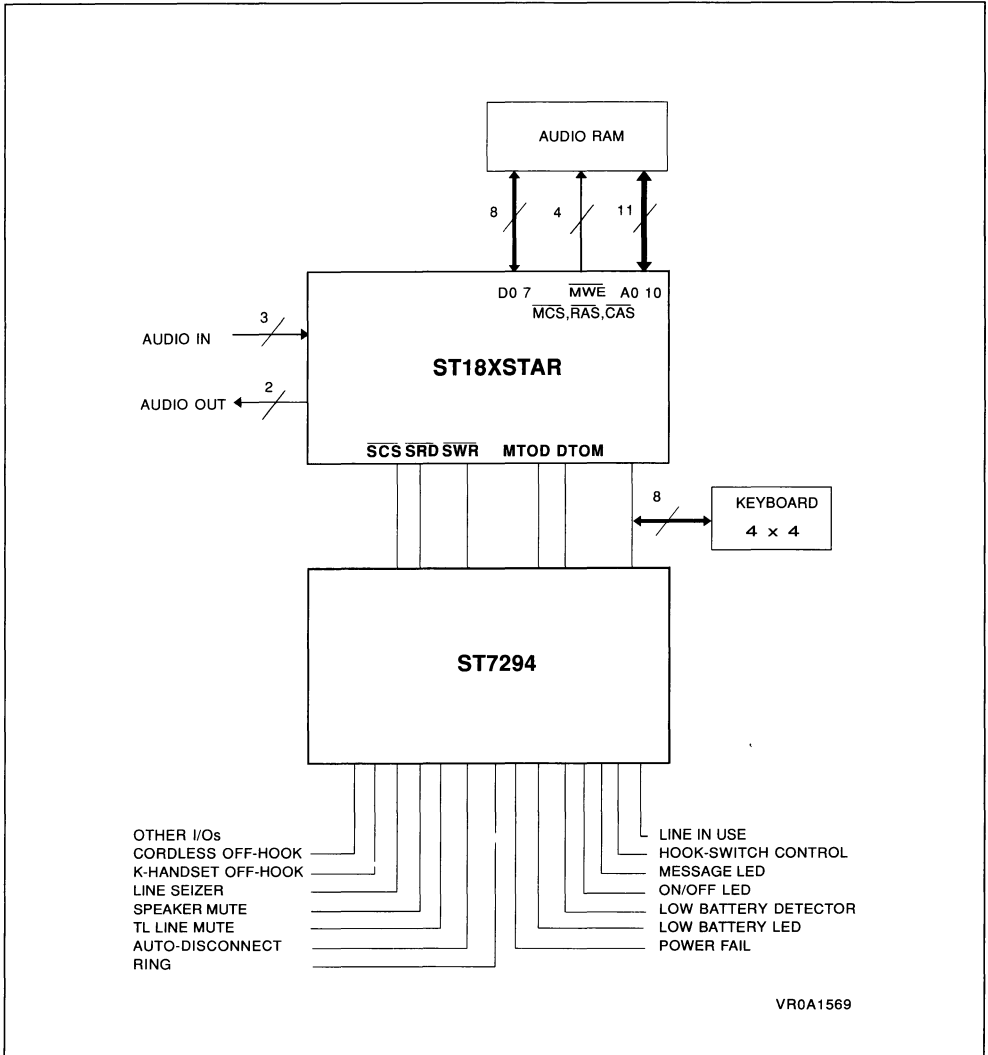 AUDIO RAM
8
4
11
D0 7 MWE A0 10
MCS,RAS,CAS
3
AUDIO IN
ST18XSTAR
2
AUDIO OUT
SCS SRD SWR MTOD DTOM
8
KEYBOARD
4 x 4
ST7294
OTHER I/Os
CORDLESS OFF-HOOK
K-HANDSET OFF-HOOK
LINE SEIZER
SPEAKER MUTE
TL LINE MUTE
AUTO-DISCONNECT
RING
LINE IN USE
HOOK-SWITCH CONTROL
MESSAGE LED
ON/OFF LED
LOW BATTERY DETECTOR
LOW BATTERY LED
POWER FAIL
VR0A1569